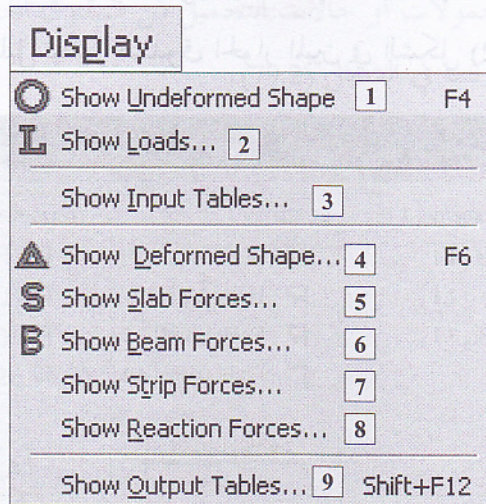 Display
Show Undeformed Shape 1 F4
L Show Loads... 2
Show Input Tables... 3
Show Deformed Shape... 4 F6
S Show Slab Forces... 5
B Show Beam Forces... 6
Show Strip Forces... 7
Show Reaction Forces... 8
Show Output Tables... 9 Shift+F12